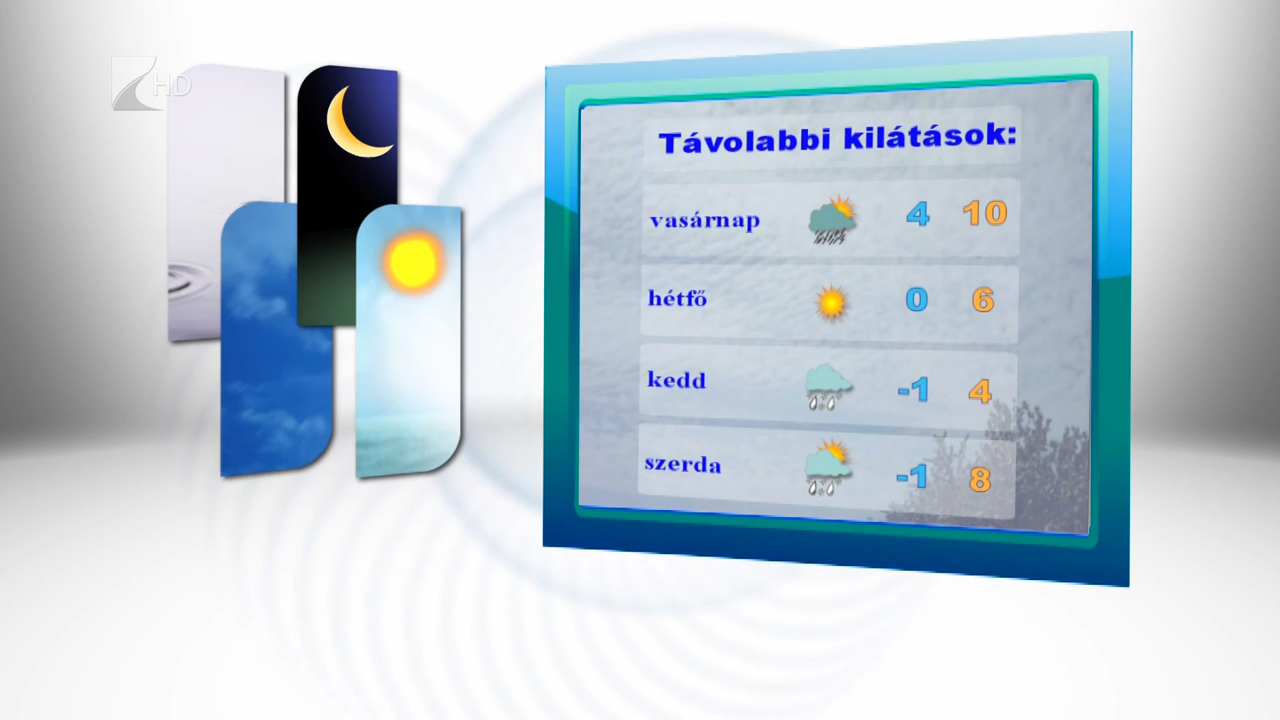 HD
Távolabbi kilátások:
vasárnap 4 10
hétfő 0 6
kedd -1 4
szerda -1 8